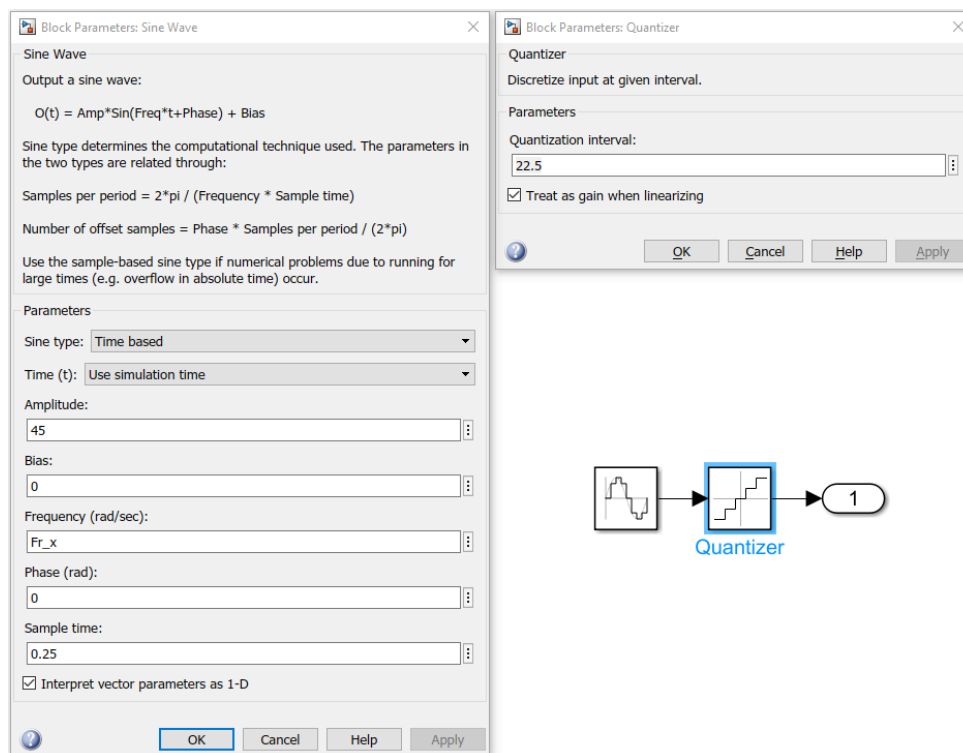 Block Parameters: Sine Wave
Sine Wave
Output a sine wave:
O(t) = Amp*Sin(Freq*t+Phase) + Bias
Sine type determines the computational technique used. The parameters in
the two types are related through:
Samples per period = 2*pi / (Frequency * Sample time)
Number of offset samples = Phase * Samples per period / (2*pi)
Use the sample-based sine type if numerical problems due to running for
large times (e.g. overflow in absolute time) occur.
Parameters
Sine type: Time based
Time (t): Use simulation time
Amplitude:
45
Bias:
0
Frequency (rad/sec):
Fr_x
Phase (rad):
0
Sample time:
0.25
Interpret vector parameters as 1-D
OK Cancel Help Apply
Block Parameters: Quantizer
Quantizer
Discretize input at given interval.
Parameters
Quantization interval:
22.5
Treat as gain when linearizing
OK Cancel Help Apply
1
Quantizer